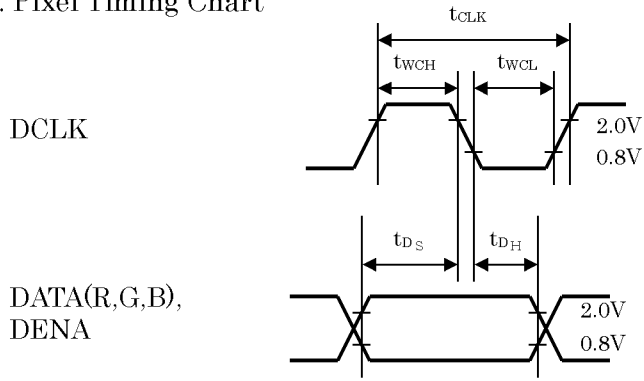 . Pixel Timing Chart
tCLK
tWCH
tWCL
DCLK
2.0V
0.8V
tDS
tDH
DATA(R,G,B),
DENA
2.0V
0.8V